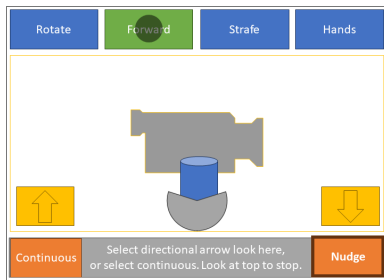 Rotate
Forward
Strafe
Hands
Continuous
Select directional arrow look here,
or select continuous. Look at top to stop.
Nudge